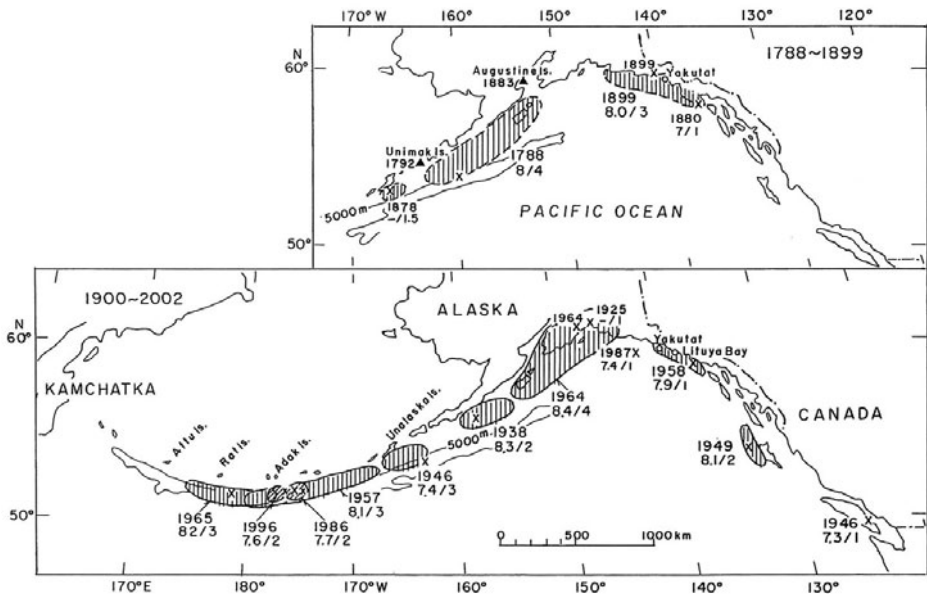 170°W 160° 150° 140° 130° 120°
N
60°
50°
1788~1899
Augustine Is.
1883
1899
Yakutat
1899
8.0/3
1880
7/1
Unimak Is.
1792
1788
8/4
1878
-/1.5
5000m
PACIFIC OCEAN
1900~2002
ALASKA
N
60°
50°
KAMCHATKA
1964
1925
-/1
1987
7.4/1
Yakutat
Lituya Bay
1958
7.9/1
1964
8.4/4
CANADA
Attu Is.
Rat Is.
Adak Is.
Unalaska Is.
5000m
1938
8.3/2
1949
8.1/2
1946
7.4/3
1957
8.1/3
1965
82/3
1996
7.6/2
1986
7.7/2
1946
7.3/1
0 500 1000km
170°E 180° 170°W 160° 150° 140° 130°